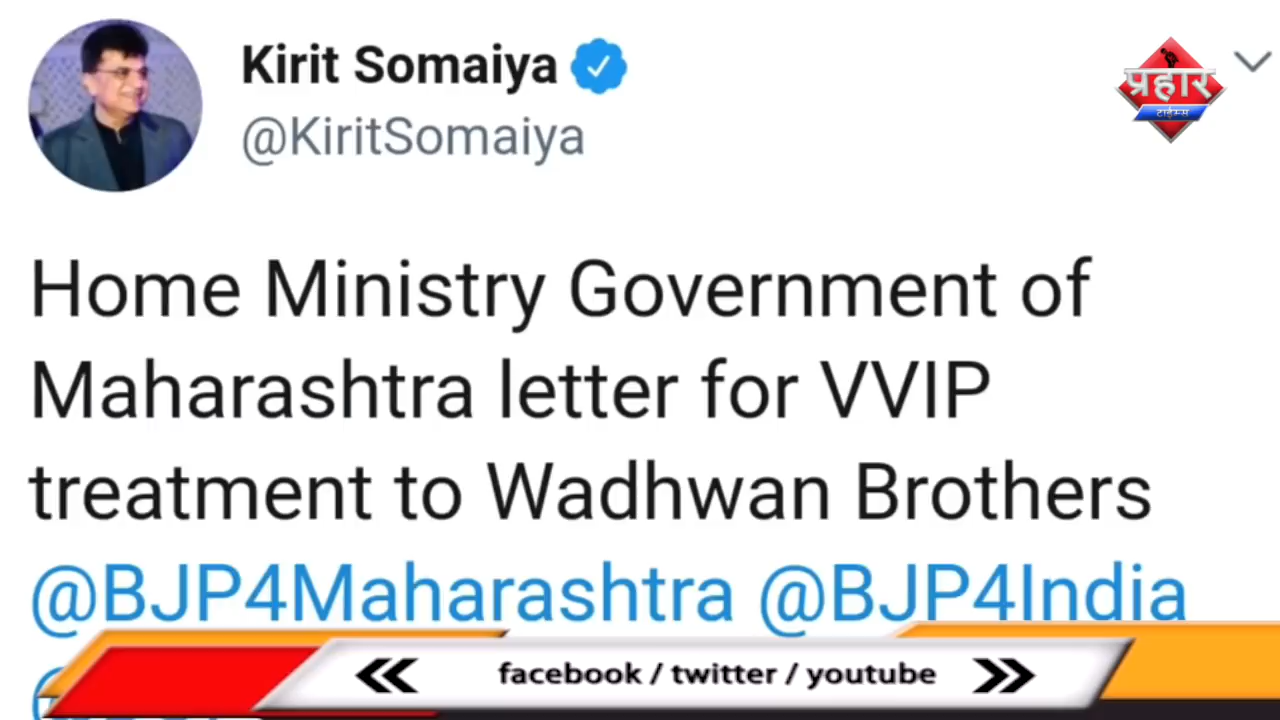 Kirit Somaiya
@KiritSomaiya
प्रहार
टाईम्स
Home Ministry Government of
Maharashtra letter for VVIP
treatment to Wadhwan Brothers
@BJP4Maharashtra @BJP4India
facebook / twitter / youtube